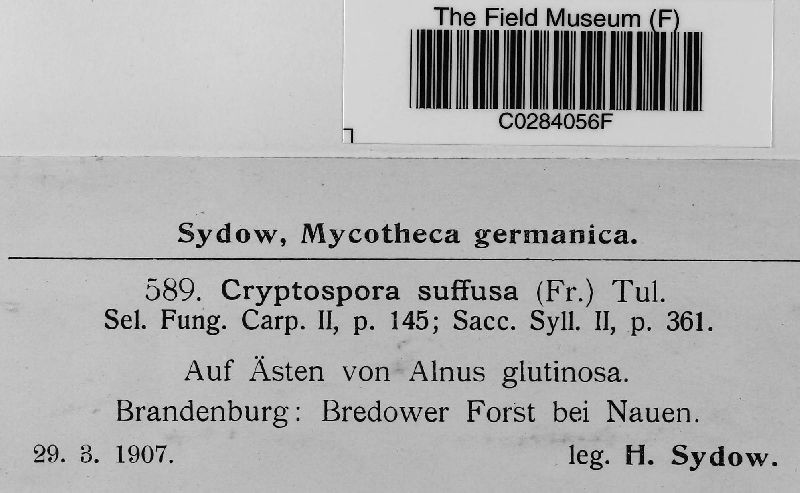 The Field Museum (F)
C0284056F
Sydow, Mycotheca germanica.
589. Cryptospora suffusa (Fr.) Tul.
Sel. Fung. Carp. II, p. 145; Sacc. Syll. II, p. 361.
Auf Ästen von Alnus glutinosa.
Brandenburg: Bredower Forst bei Nauen.
29. 3. 1907. leg. H. Sydow.